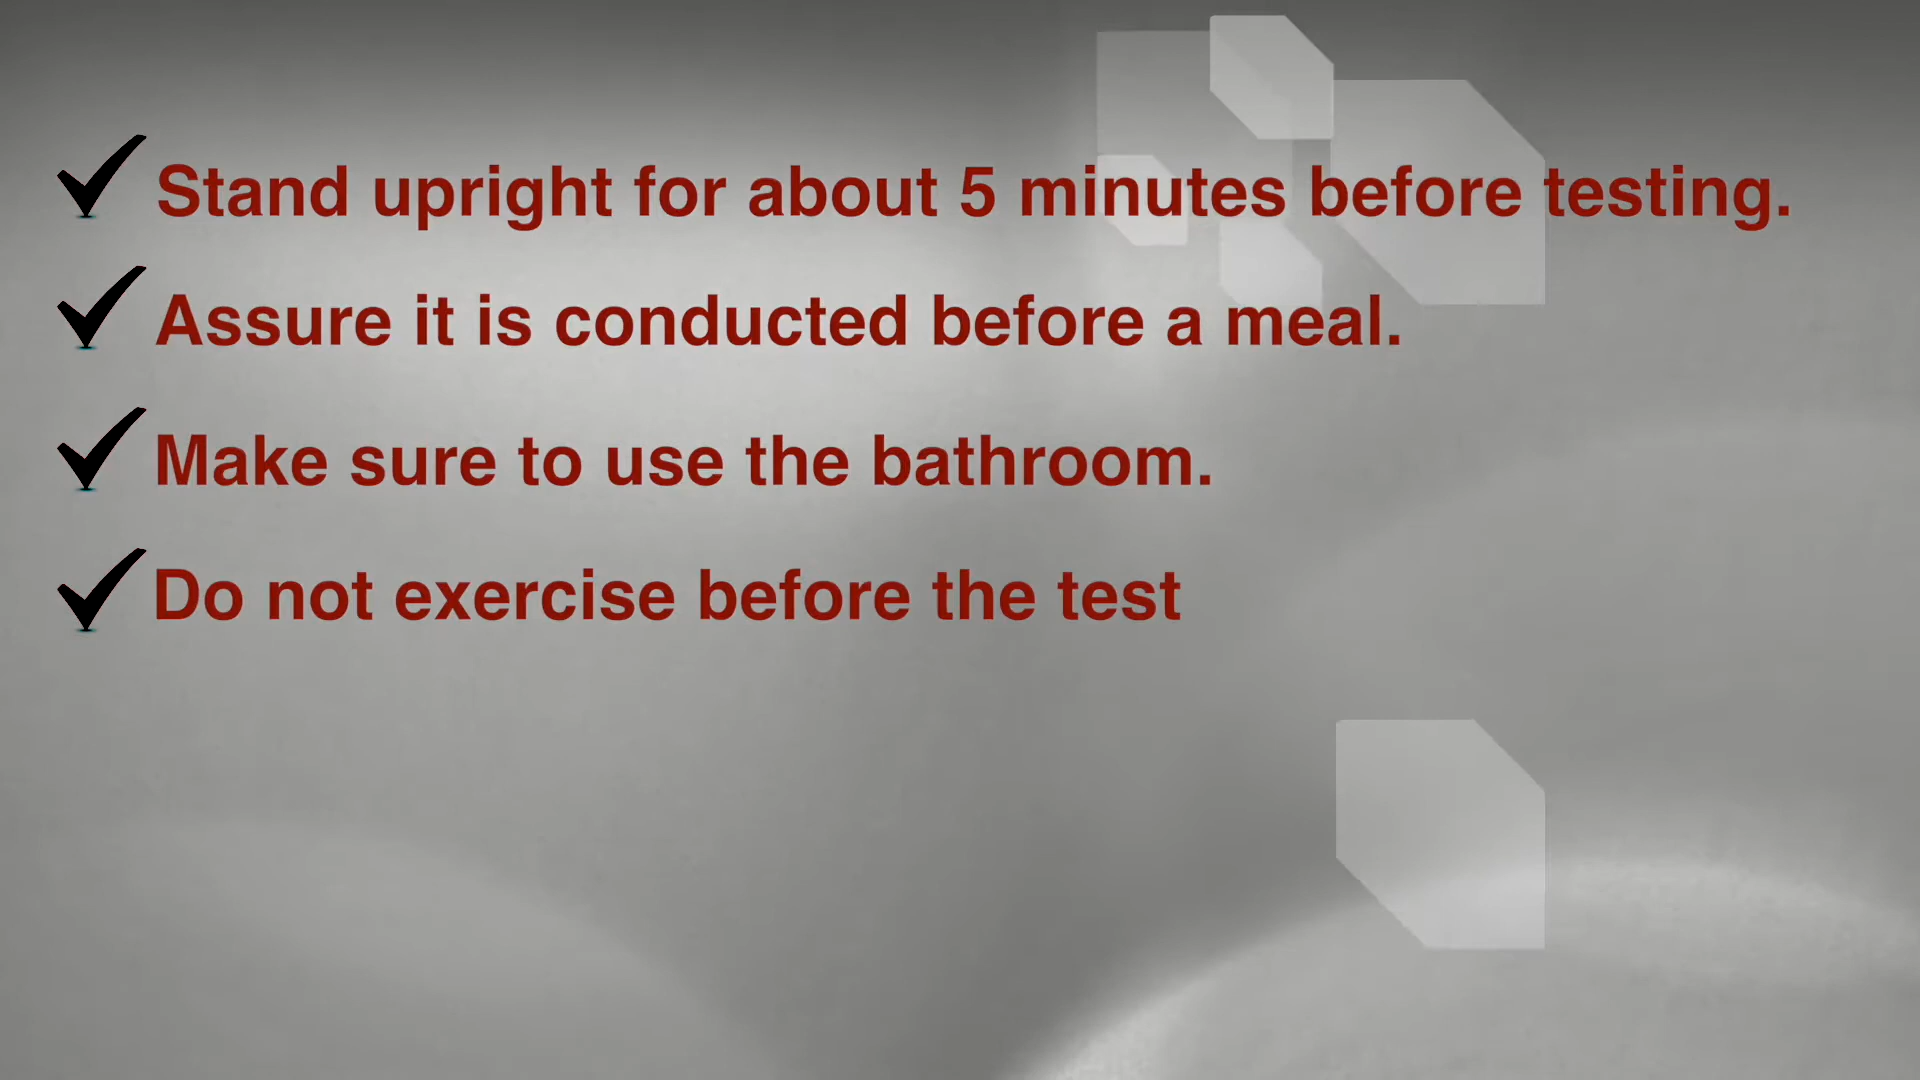 Stand upright for about 5 minutes before testing.
Assure it is conducted before a meal.
Make sure to use the bathroom.
Do not exercise before the test